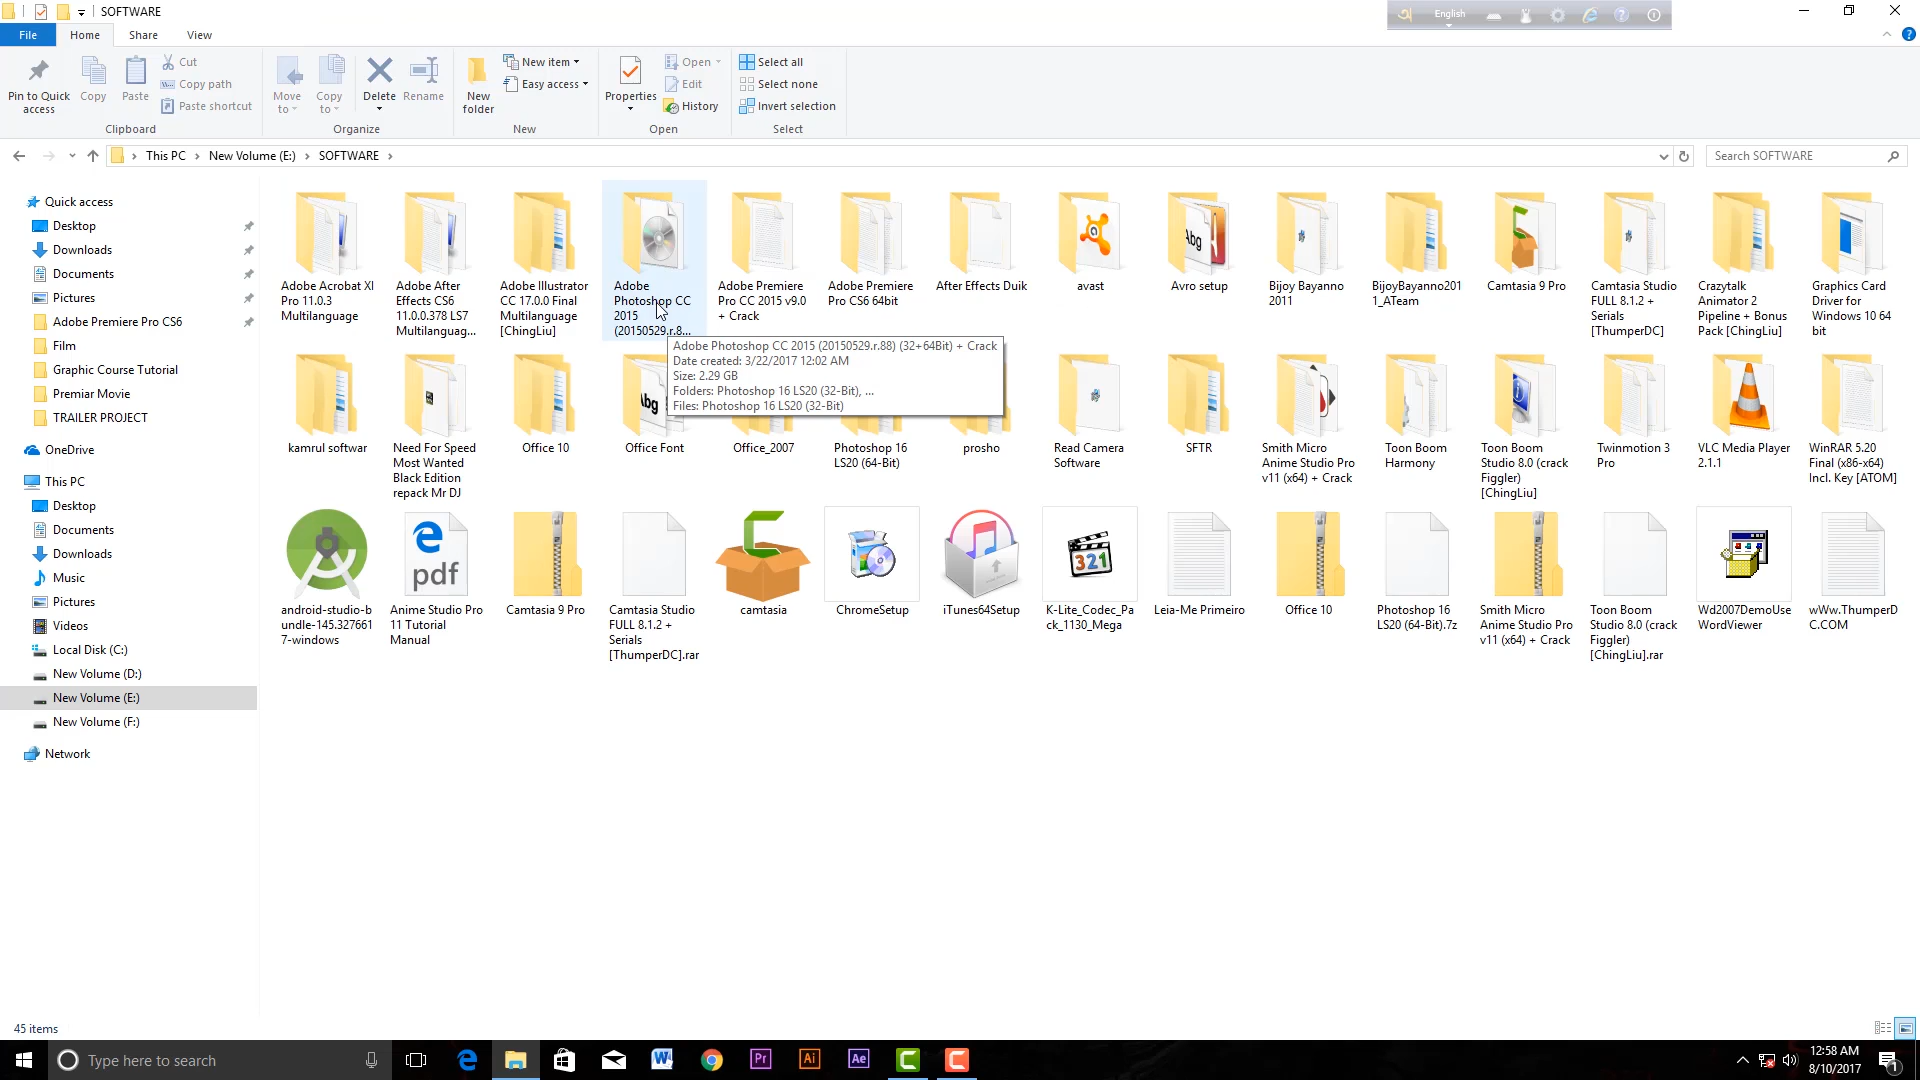 SOFTWARE
English
File Home Share View
Pin to Quick access
Copy
Paste
Cut
Copy path
Paste shortcut
Clipboard
Move to
Copy to
Delete
Rename
Organize
New folder
New item
Easy access
New
Properties
Open
Edit
History
Open
Select all
Select none
Invert selection
Select
This PC > New Volume (E:) > SOFTWARE >
Search SOFTWARE
Quick access
Desktop
Downloads
Documents
Pictures
Adobe Premiere Pro CS6
Film
Graphic Course Tutorial
Premiar Movie
TRAILER PROJECT
OneDrive
This PC
Desktop
Documents
Downloads
Music
Pictures
Videos
Local Disk (C:)
New Volume (D:)
New Volume (E:)
New Volume (F:)
Network
Adobe Acrobat XI
Pro 11.0.3
Multilanguage
Adobe After
Effects CS6
11.0.0.378 LS7
Multilanguag...
Adobe Illustrator
CC 17.0.0 Final
Multilanguage
[ChingLiu]
Adobe
Photoshop CC
2015
(20150529.r.8...
Adobe Premiere
Pro CC 2015 v9.0
+ Crack
Adobe Premiere
Pro CS6 64bit
After Effects Duik
avast
Abg
Avro setup
Bijoy Bayanno
2011
BijoyBayanno201
1_ATeam
Camtasia 9 Pro
Camtasia Studio
FULL 8.1.2 +
Serials
[ThumperDC]
Crazytalk
Animator 2
Pipeline + Bonus
Pack [ChingLiu]
Graphics Card
Driver for
Windows 10 64
bit
Adobe Photoshop CC 2015 (20150529.r.88) (32+64Bit) + Crack
Date created: 3/22/2017 12:02 AM
Size: 2.29 GB
Folders: Photoshop 16 LS20 (32-Bit), ...
Files: Photoshop 16 LS20 (32-Bit)
kamrul softwar
Need For Speed
Most Wanted
Black Edition
repack Mr DJ
Office 10
bg
Office Font
Office_2007
Photoshop 16
LS20 (64-Bit)
prosho
Read Camera
Software
SFTR
Smith Micro
Anime Studio Pro
v11 (x64) + Crack
Toon Boom
Harmony
Toon Boom
Studio 8.0 (crack
Figgler)
[ChingLiu]
Twinmotion 3
Pro
VLC Media Player
2.1.1
WinRAR 5.20
Final (x86-x64)
Incl. Key [ATOM]
android-studio-b
undle-145.327661
7-windows
pdf
Anime Studio Pro
11 Tutorial
Manual
Camtasia 9 Pro
Camtasia Studio
FULL 8.1.2 +
Serials
[ThumperDC].rar
camtasia
ChromeSetup
iTunes64Setup
321
K-Lite_Codec_Pa
ck_1130_Mega
Leia-Me Primeiro
Office 10
Photoshop 16
LS20 (64-Bit).7z
Smith Micro
Anime Studio Pro
v11 (x64) + Crack
Toon Boom
Studio 8.0 (crack
Figgler)
[ChingLiu].rar
Wd2007DemoUse
WordViewer
wWw.ThumperD
C.COM
45 items
Type here to search
Pr
Ai
Ae
12:58 AM
8/10/2017
1